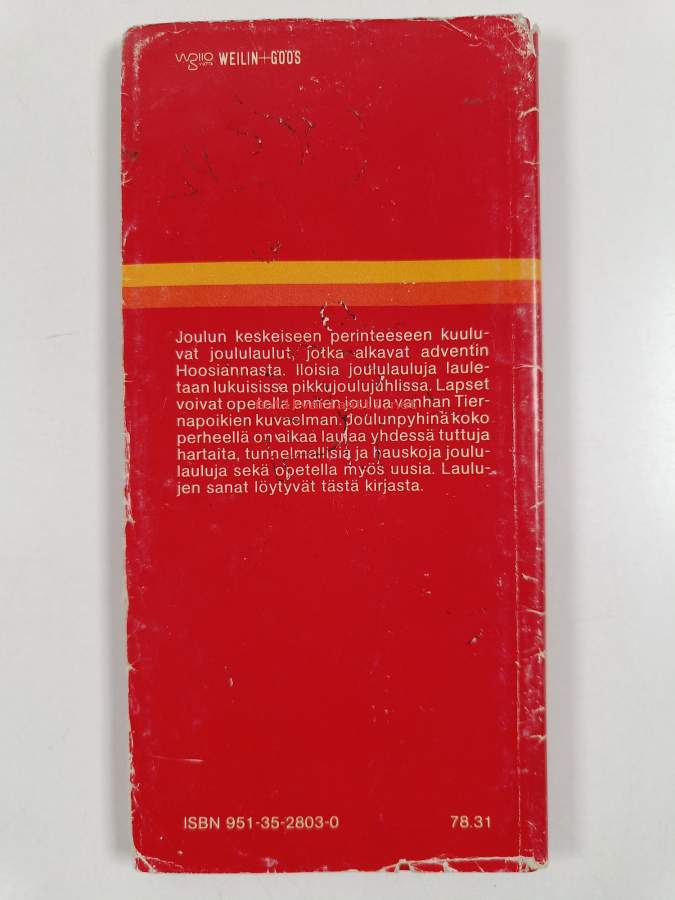 WEILIN+GÖÖS
Joulun keskeiseen perinteeseen kuulu-
vat joululaulut, jotka alkavat adventin
Hoosiannasta. Iloisia joululauluja laule-
taan lukuisissa pikkujoulujuhlissa. Lapset
voivat opetella ennen joulua vanhan Tier-
napoikien kuvaelman. Joulunpyhinä koko
perheellä on aikaa laulaa yhdessä tuttuja
hartaita, tunnelmallisia ja hauskoja joulu-
lauluja sekä opetella myös uusia. Laulu-
jen sanat löytyvät tästä kirjasta.
ISBN 951-35-2803-0 78.31